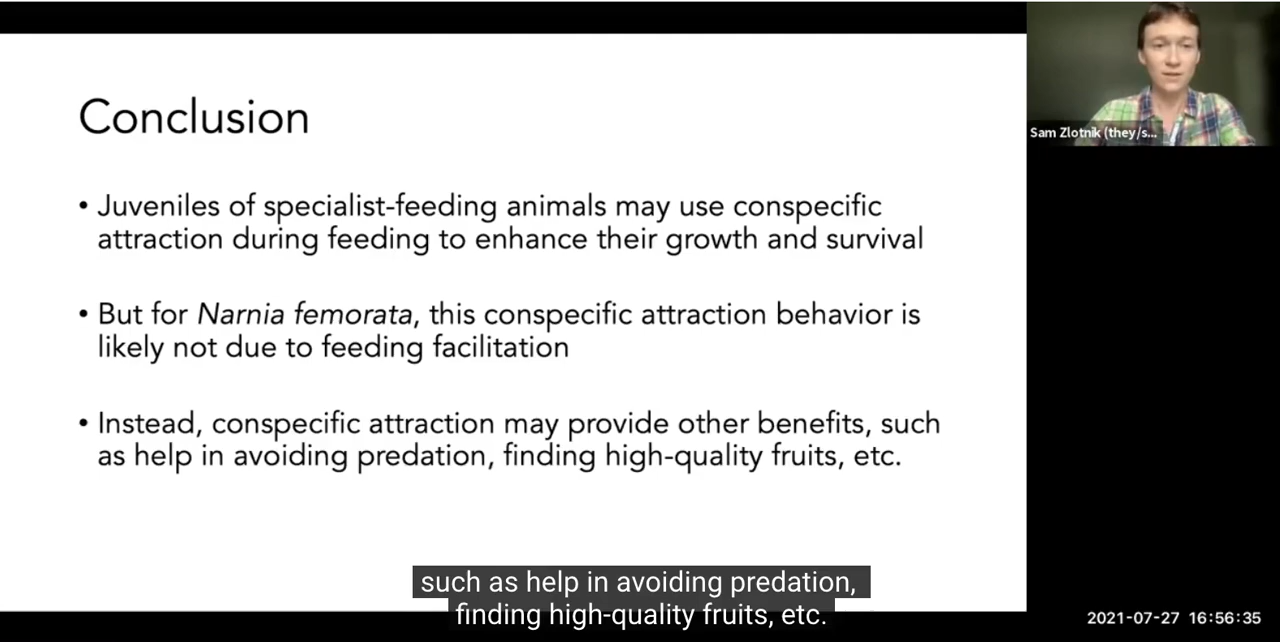 Conclusion
• Juveniles of specialist-feeding animals may use conspecific
attraction during feeding to enhance their growth and survival
• But for Narnia femorata, this conspecific attraction behavior is
likely not due to feeding facilitation
• Instead, conspecific attraction may provide other benefits, such
as help in avoiding predation, finding high-quality fruits, etc.
Sam Zlotnik (they/s...
such as help in avoiding predation,
finding high-quality fruits, etc.
2021-07-27 16:56:35